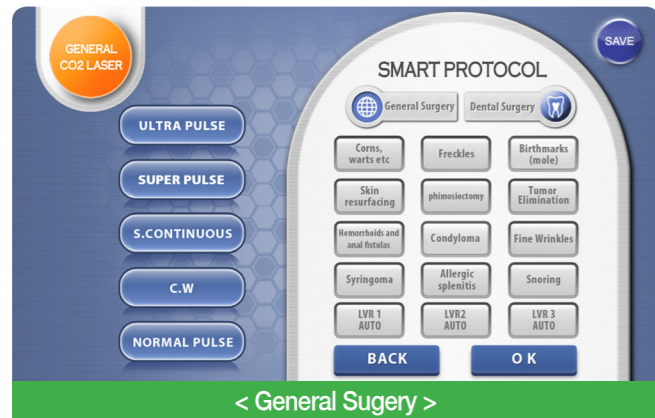 GENERAL
CO2 LASER
SAVE
SMART PROTOCOL
General Surgery
Dental Surgery
ULTRA PULSE
SUPER PULSE
S.CONTINUOUS
C.W
NORMAL PULSE
Corns,
warts etc
Freckles
Birthmarks
(mole)
Skin
resurfacing
phimosiectomy
Tumor
Elimination
Hemorrhoids and
anal fistulas
Condyloma
Fine Wrinkles
Syringoma
Allergic
splenitis
Snoring
LVR 1
AUTO
LVR2
AUTO
LVR 3
AUTO
BACK
O K
< General Sugery >